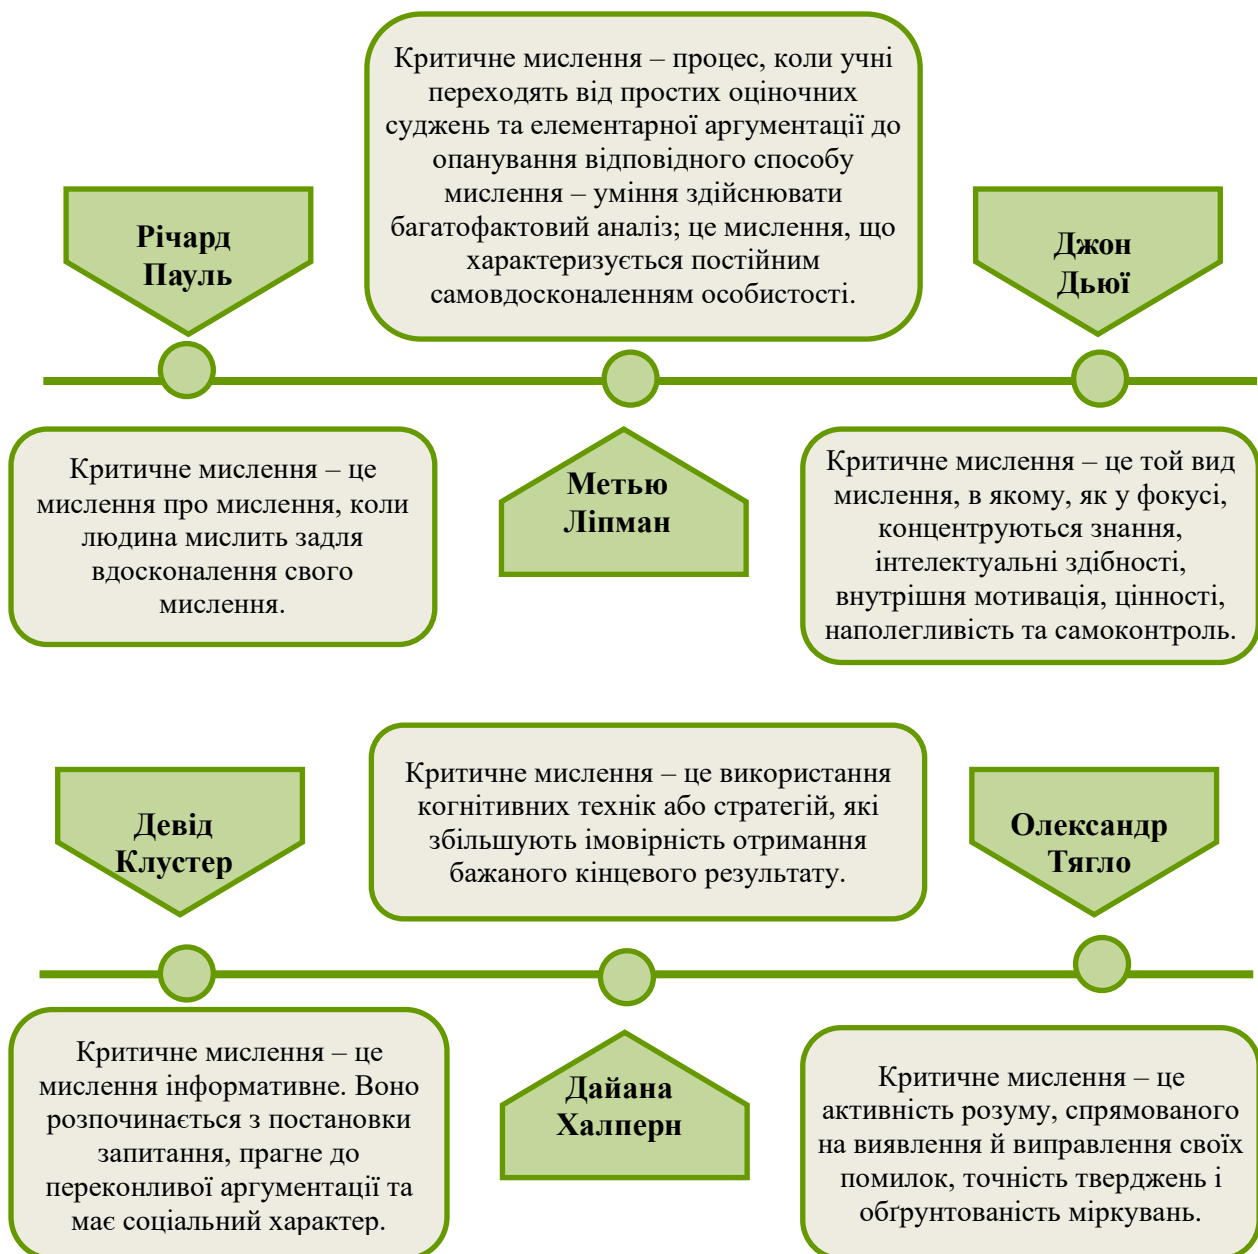 Критичне мислення – процес, коли учні
переходять від простих оціночних
суджень та елементарної аргументації до
опанування відповідного способу
мислення – уміння здійснювати
багатофактовий аналіз; це мислення, що
характеризується постійним
самовдосконаленням особистості.
Річард
Пауль
Джон
Дьюї
Критичне мислення – це
мислення про мислення, коли
людина мислить задля
вдосконалення свого
мислення.
Метью
Ліпман
Критичне мислення – це той вид
мислення, в якому, як у фокусі,
концентруються знання,
інтелектуальні здібності,
внутрішня мотивація, цінності,
наполегливість та самоконтроль.
Критичне мислення – це використання
когнітивних технік або стратегій, які
збільшують імовірність отримання
бажаного кінцевого результату.
Девід
Клустер
Олександр
Тягло
Критичне мислення – це
мислення інформативне. Воно
розпочинається з постановки
запитання, прагне до
переконливої аргументації та
має соціальний характер.
Дайана
Халперн
Критичне мислення – це
активність розуму, спрямованого
на виявлення й виправлення своїх
помилок, точність тверджень і
обґрунтованість міркувань.